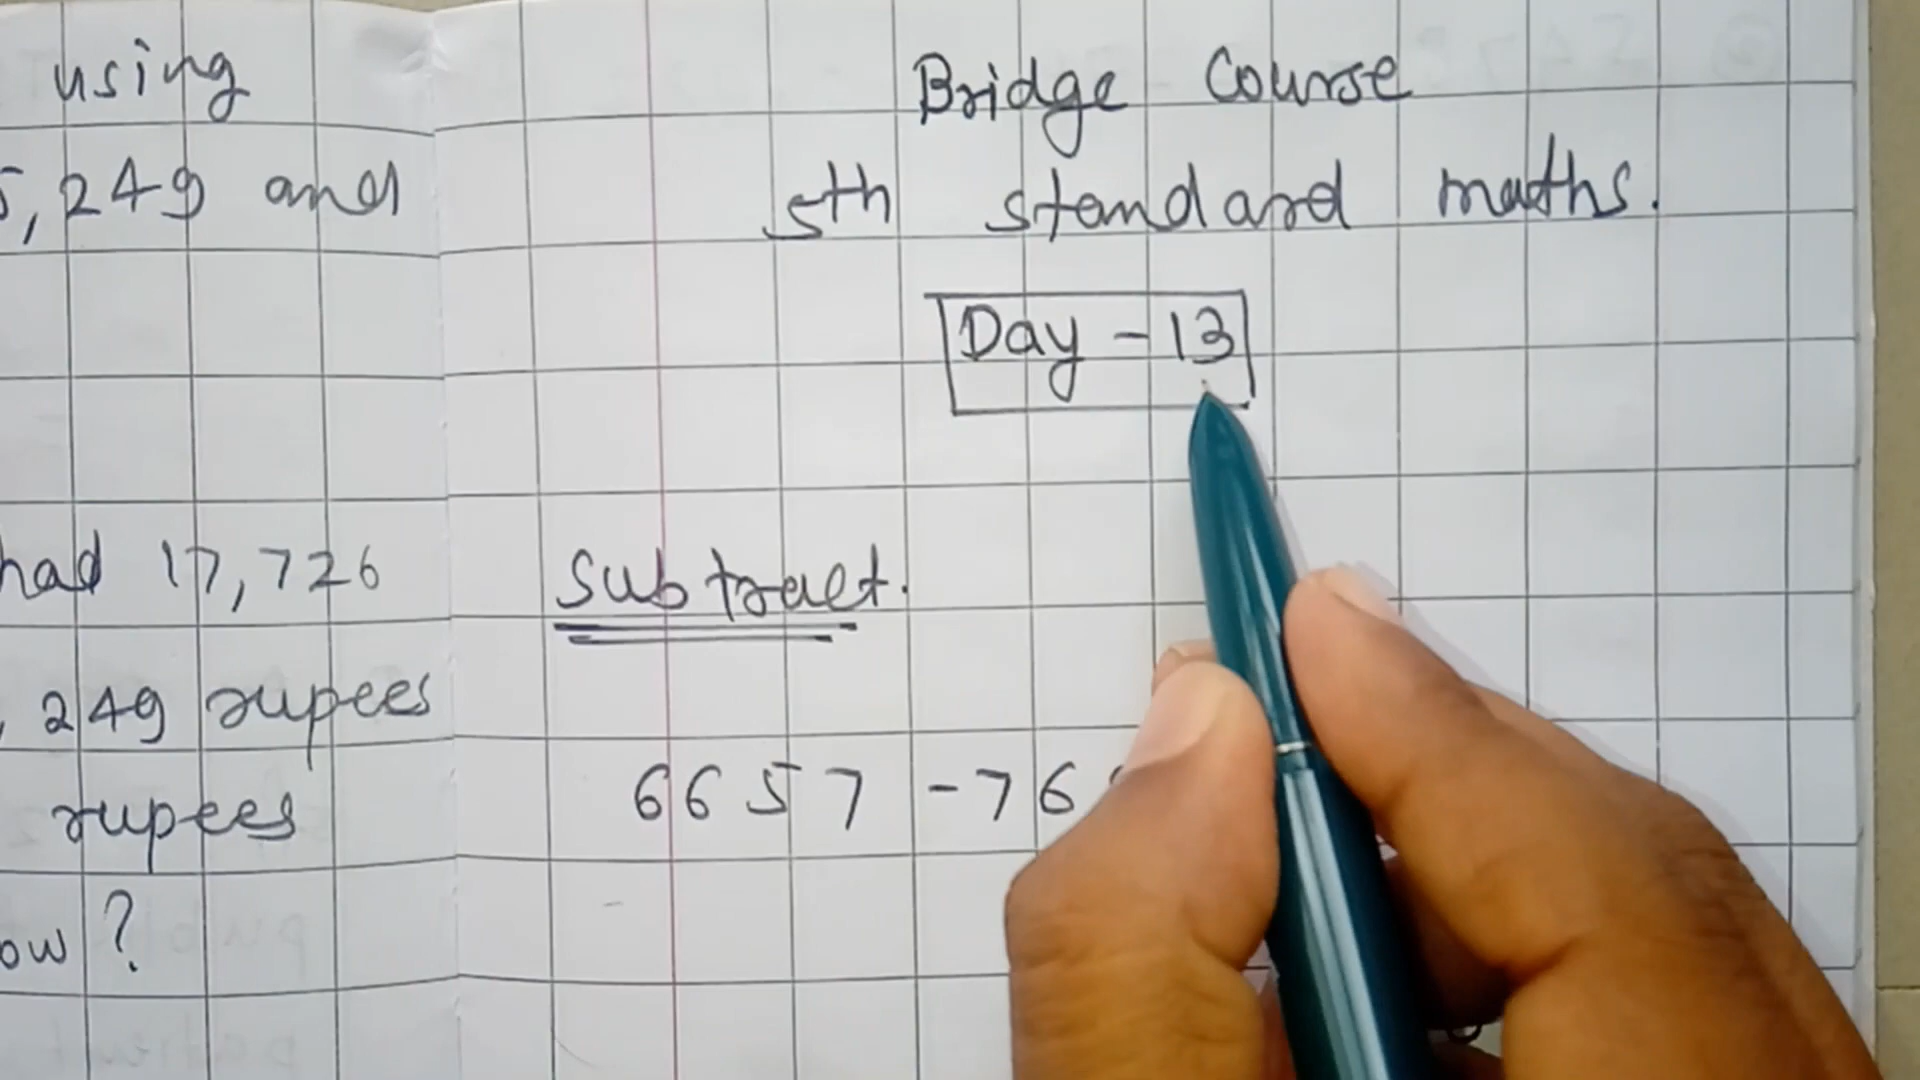 using
5,249 and
had 17,726
249 rupees
rupees
ow?
Bridge Course
5th standard maths.
Day - 13
Subtract.
6657 - 76